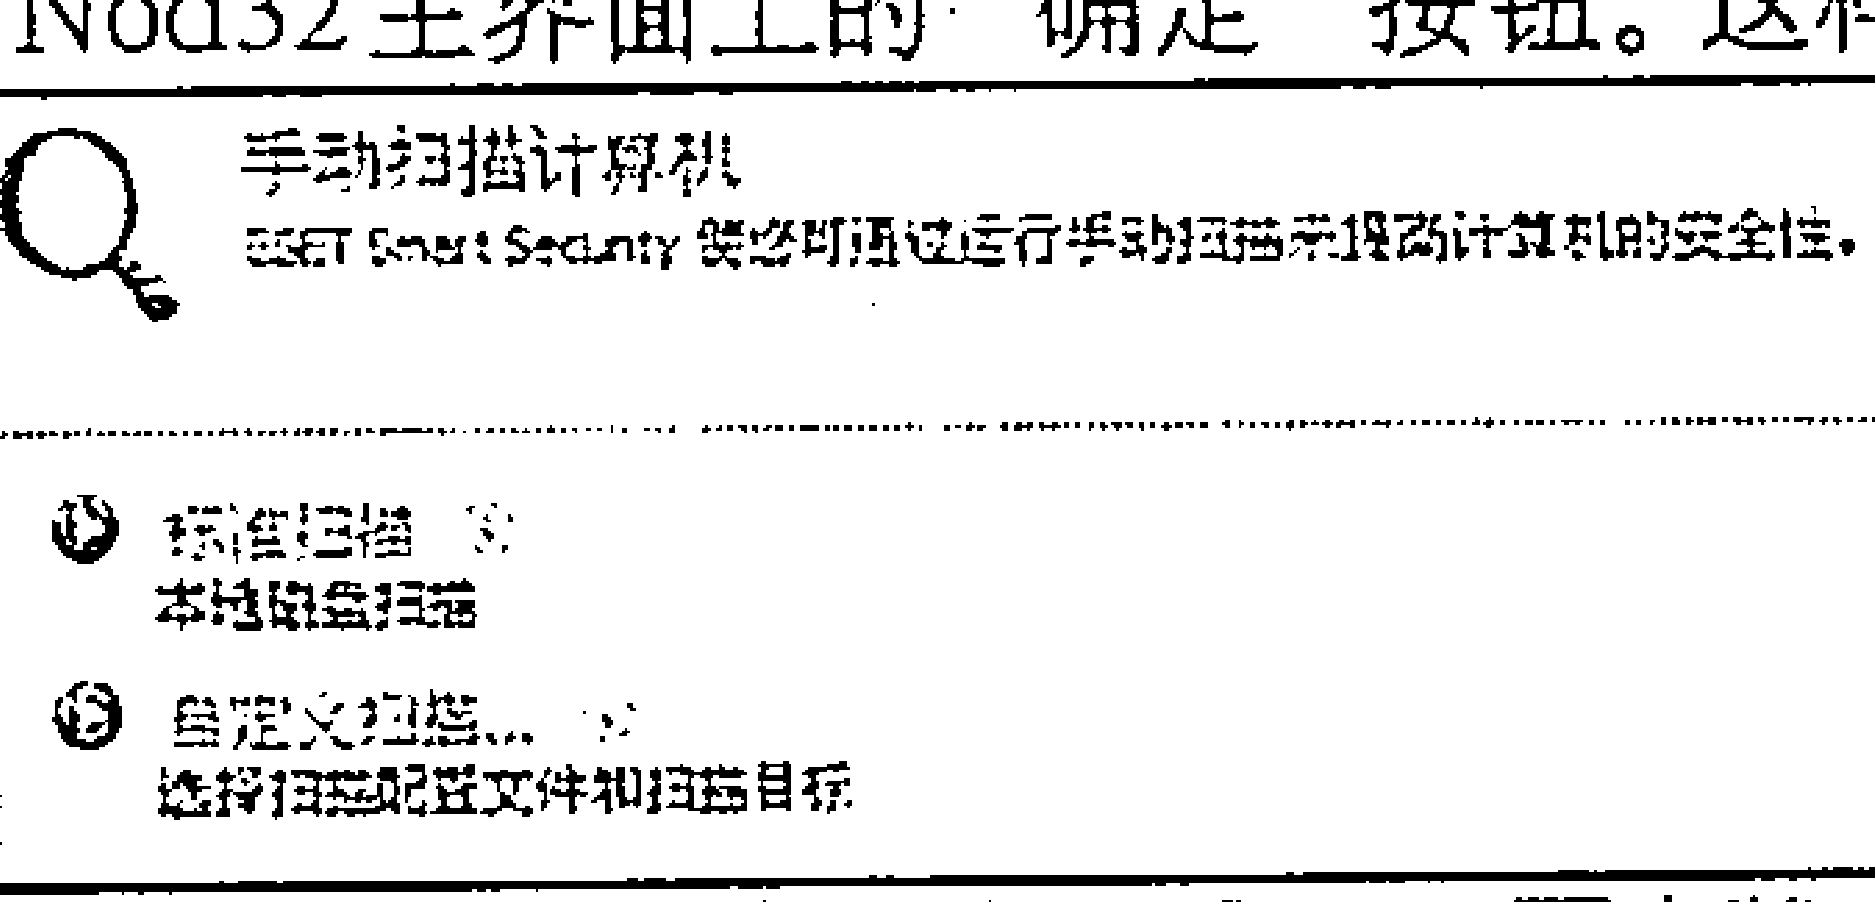 Nod32主界面上的“确定”按钮。这样
手动扫描计算机
ESET Smart Security 使您可通过运行手动扫描来提高计算机的安全性。
标准扫描
本地磁盘扫描
自定义扫描...
选择扫描配置文件和扫描目标